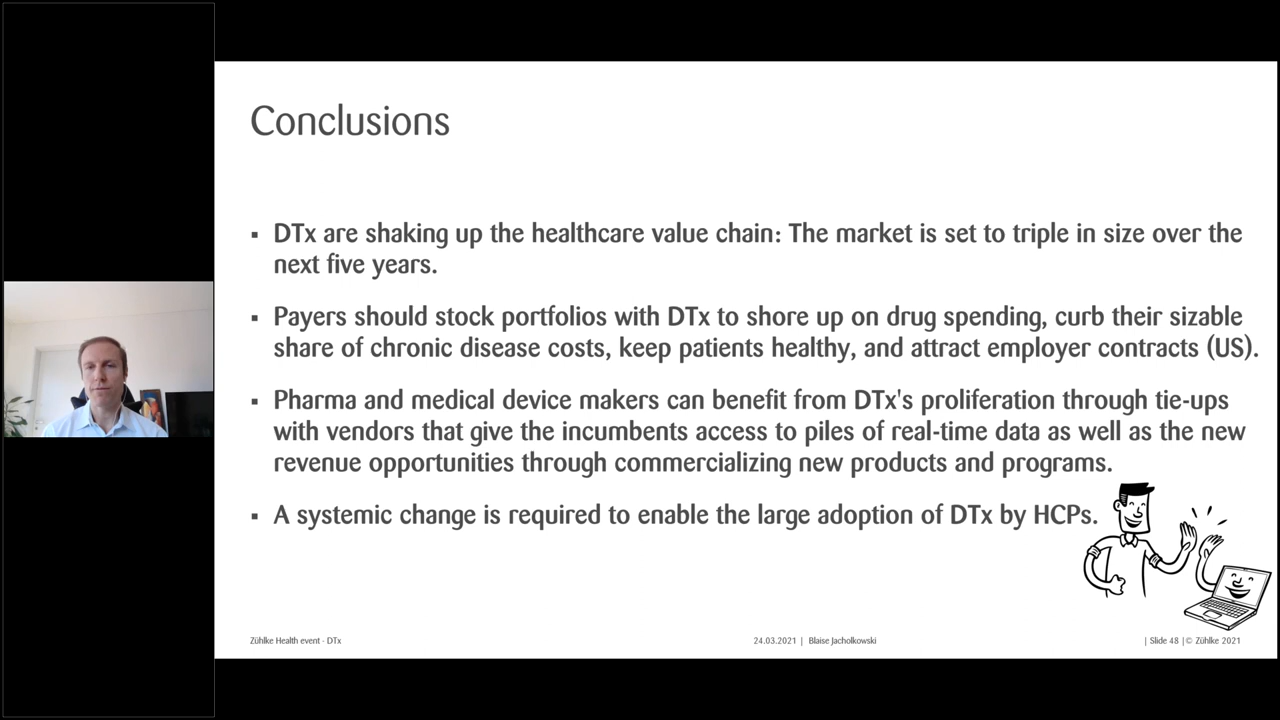 Conclusions
▪ DTx are shaking up the healthcare value chain: The market is set to triple in size over the
next five years.
▪ Payers should stock portfolios with DTx to shore up on drug spending, curb their sizable
share of chronic disease costs, keep patients healthy, and attract employer contracts (US).
▪ Pharma and medical device makers can benefit from DTx's proliferation through tie-ups
with vendors that give the incumbents access to piles of real-time data as well as the new
revenue opportunities through commercializing new products and programs.
▪ A systemic change is required to enable the large adoption of DTx by HCPs.
Zühlke Health event - DTx
24.03.2021 | Blaise Jacholkowski
| Slide 48 | © Zühlke 2021